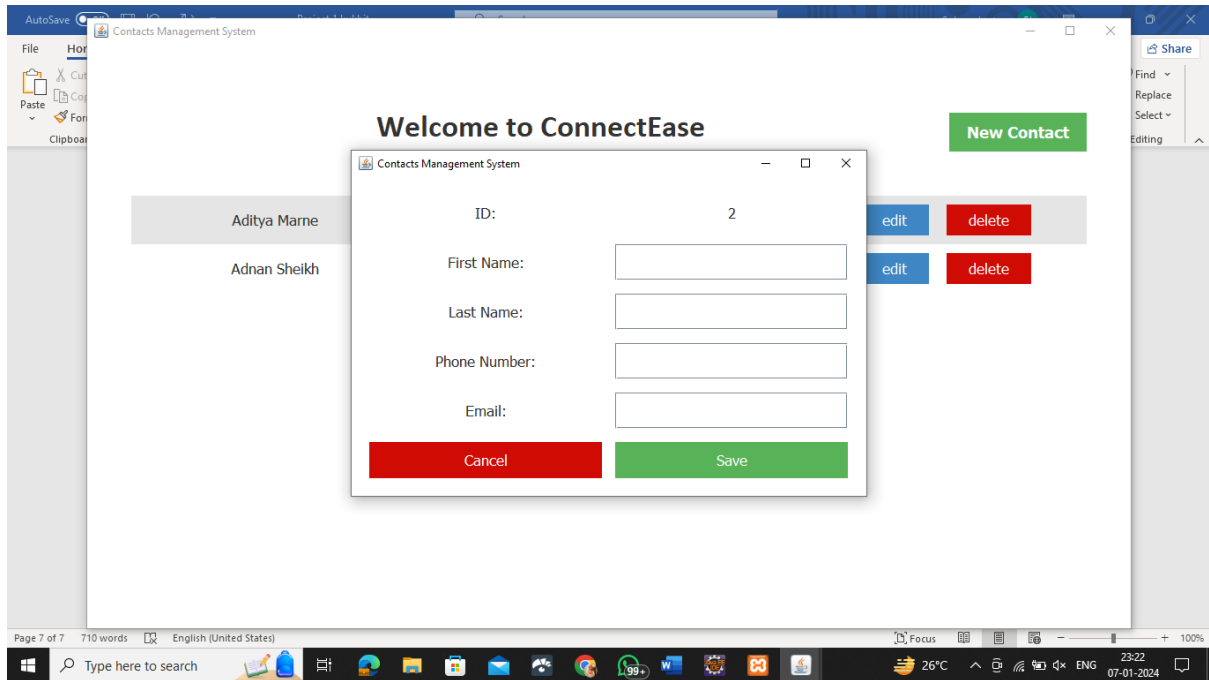 AutoSave
Contacts Management System
File
Share
Paste
Find
Replace
Select
Editing
Welcome to ConnectEase
New Contact
Contacts Management System
ID: 2
Aditya Marne edit delete
First Name:
Adnan Sheikh edit delete
Last Name:
Phone Number:
Email:
Cancel Save
Page 7 of 7 710 words English (United States) Focus 100%
Type here to search 99+ 26°C ENG 23:22
07-01-2024